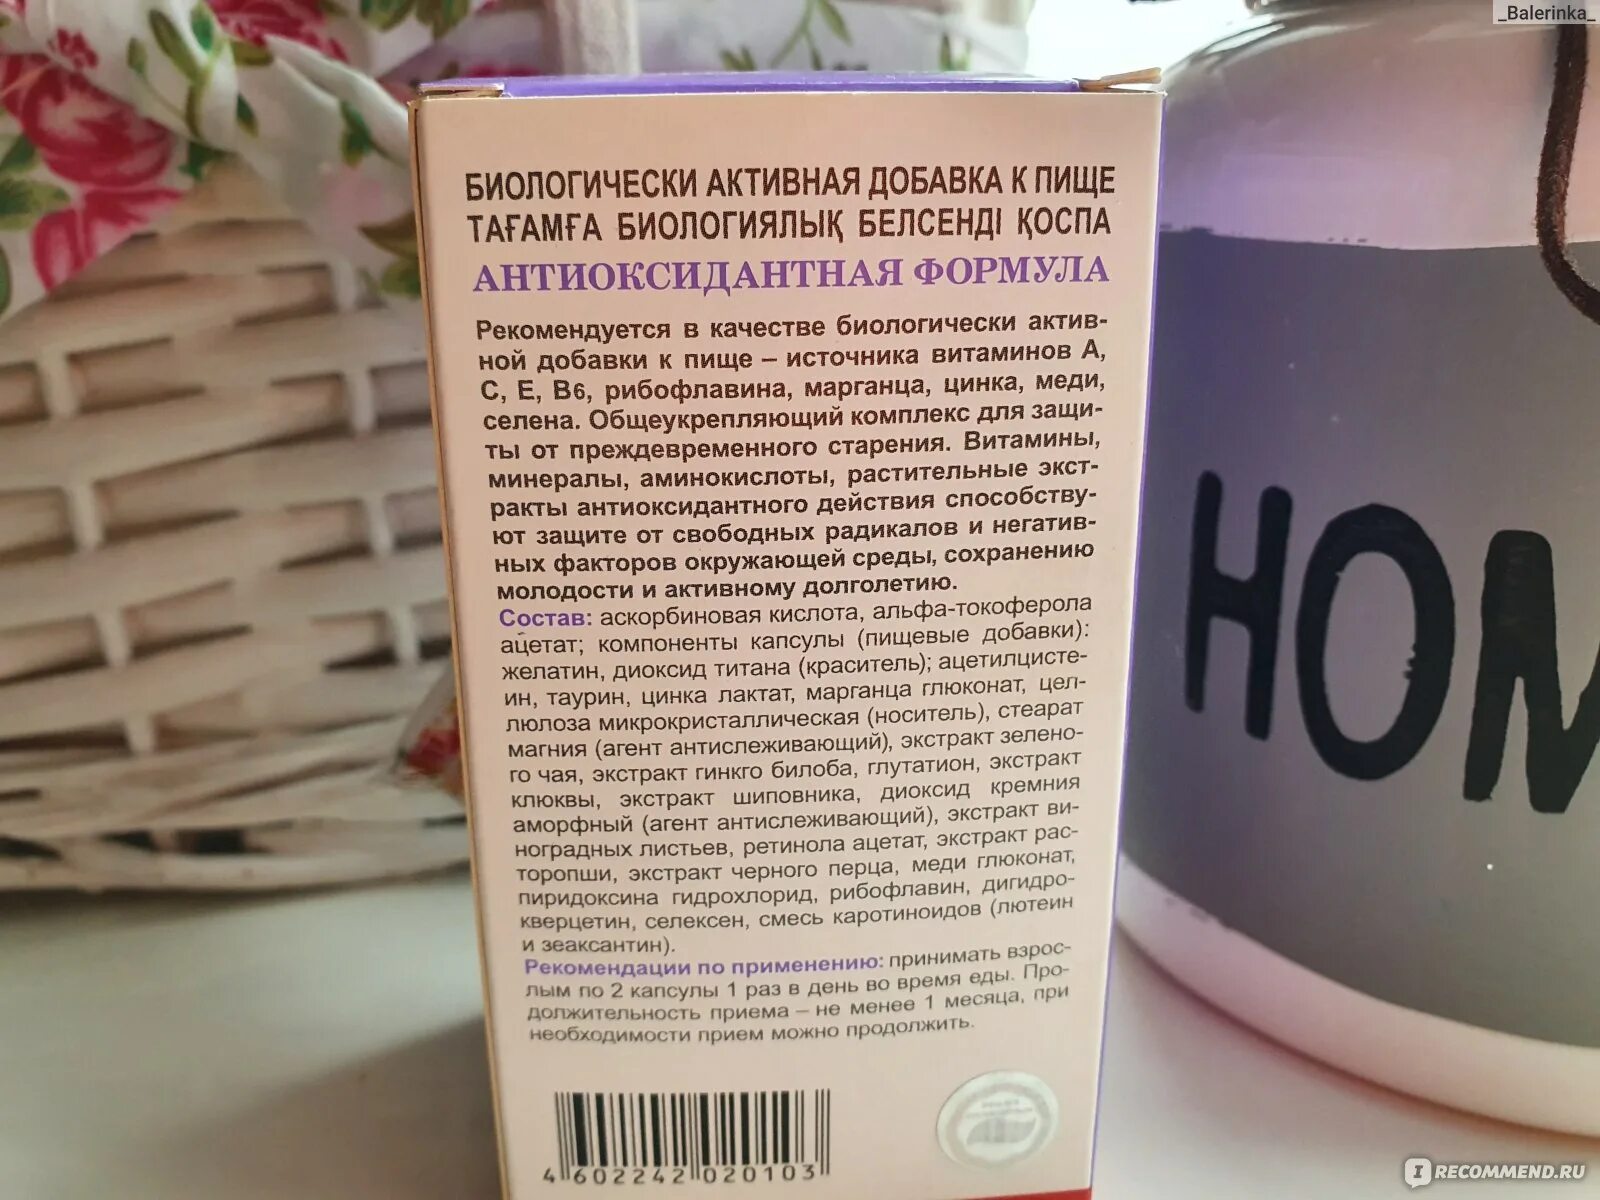 _Balerinka_
БИОЛОГИЧЕСКИ АКТИВНАЯ ДОБАВКА К ПИЩЕ
ТАҒАМҒА БИОЛОГИЯЛЫҚ БЕЛСЕНДІ ҚОСПА
АНТИОКСИДАНТНАЯ ФОРМУЛА
Рекомендуется в качестве биологически актив-
ной добавки к пище – источника витаминов А,
С, Е, В6, рибофлавина, марганца, цинка, меди,
селена. Общеукрепляющий комплекс для защи-
ты от преждевременного старения. Витамины,
минералы, аминокислоты, растительные экст-
ракты антиоксидантного действия способству-
ют защите от свободных радикалов и негатив-
ных факторов окружающей среды, сохранению
молодости и активному долголетию.
Состав: аскорбиновая кислота, альфа-токоферола
ацетат; компоненты капсулы (пищевые добавки):
желатин, диоксид титана (краситель); ацетилцисте-
ин, таурин, цинка лактат, марганца глюконат, цел-
люлоза микрокристаллическая (носитель), стеарат
магния (агент антислеживающий), экстракт зелено-
го чая, экстракт гинкго билоба, глутатион, экстракт
клюквы, экстракт шиповника, диоксид кремния
аморфный (агент антислеживающий), экстракт ви-
ноградных листьев, ретинола ацетат, экстракт рас-
торопши, экстракт черного перца, меди глюконат,
пиридоксина гидрохлорид, рибофлавин, дигидро-
кверцетин, селексен, смесь каротиноидов (лютеин
и зеаксантин).
Рекомендации по применению: принимать взрос-
лым по 2 капсулы 1 раз в день во время еды. Про-
должительность приема – не менее 1 месяца, при
необходимости прием можно продолжить.
4 602242 020103
HOM
IRECOMMEND.RU